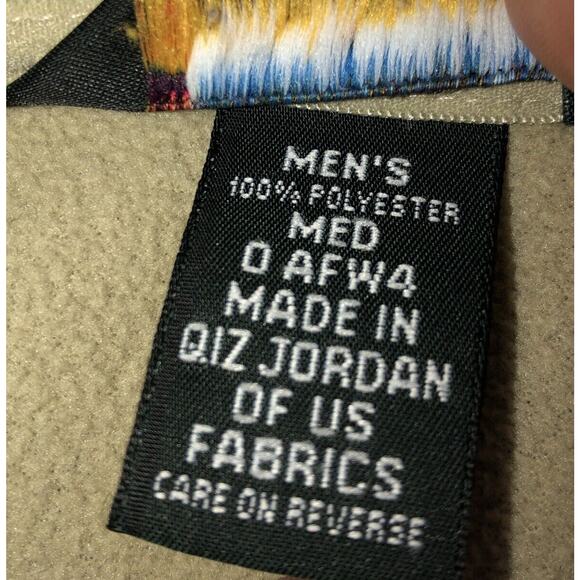 MEN'S
100% POLYESTER
MED
0 AFW4
MADE IN
QIZ JORDAN
OF US
FABRICS
CARE ON REVERSE